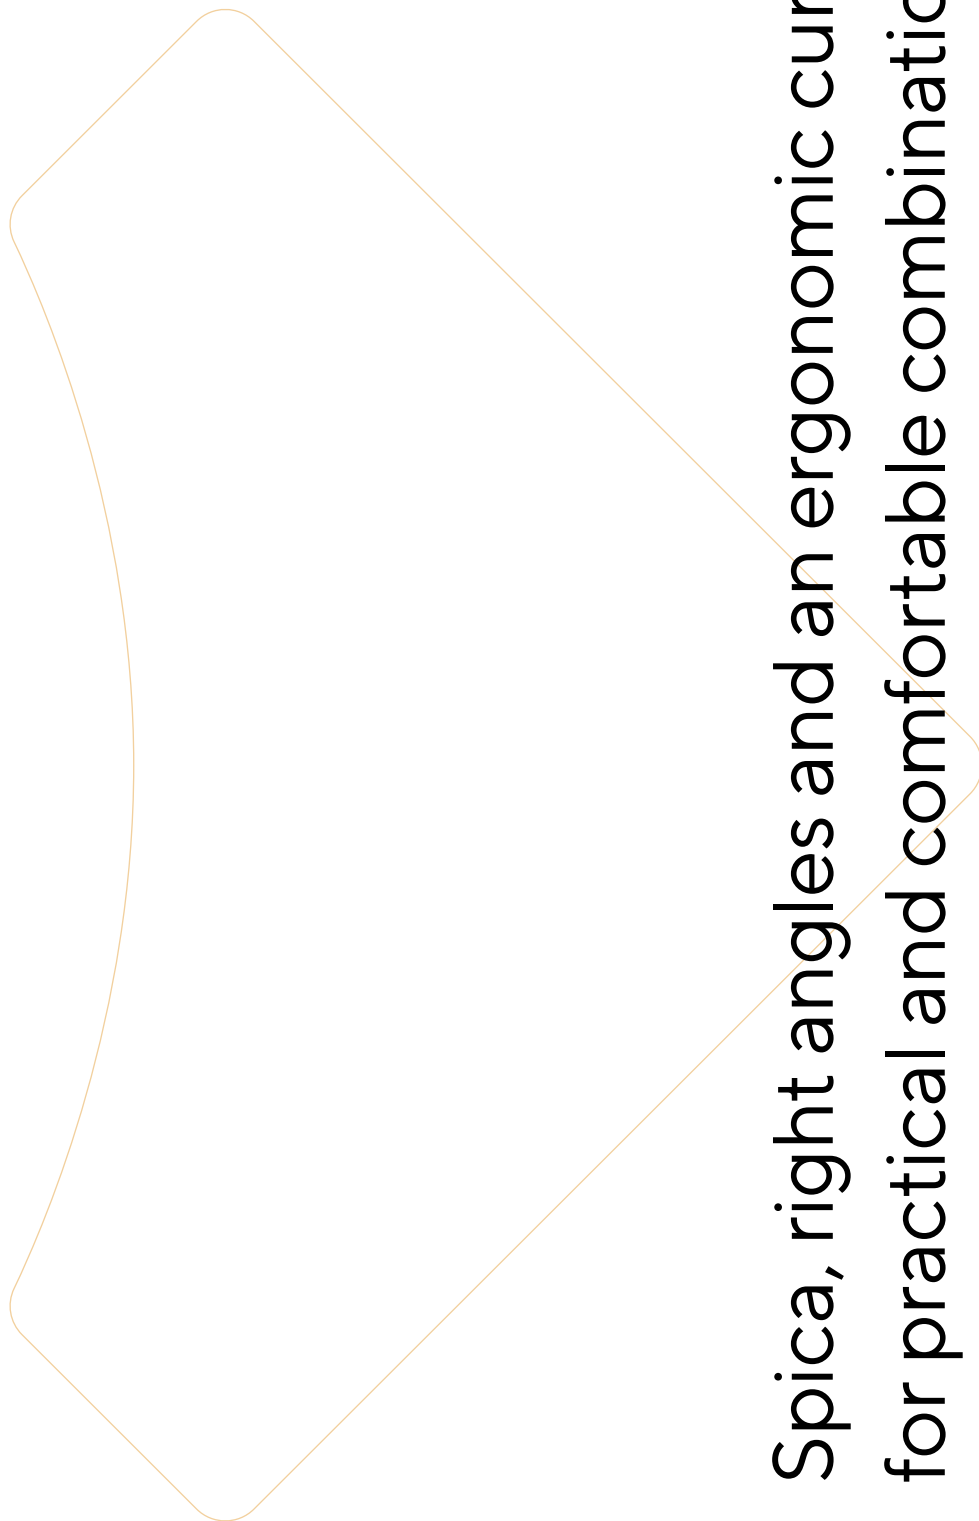 Spica, right angles and an ergonomic cur
for practical and comfortable combinatio